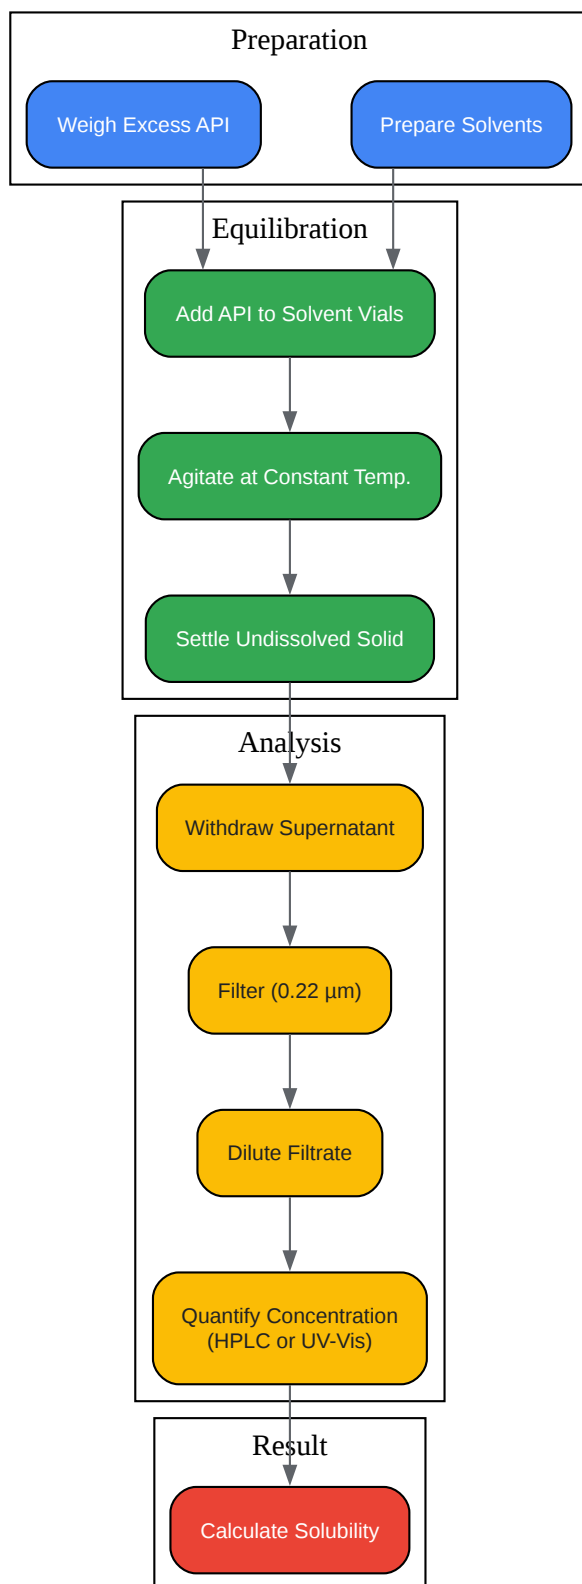 Preparation
Weigh Excess API
Prepare Solvents
Equilibration
Add API to Solvent Vials
Agitate at Constant Temp.
Settle Undissolved Solid
Analysis
Withdraw Supernatant
Filter (0.22 µm)
Dilute Filtrate
Quantify Concentration
(HPLC or UV-Vis)
Result
Calculate Solubility